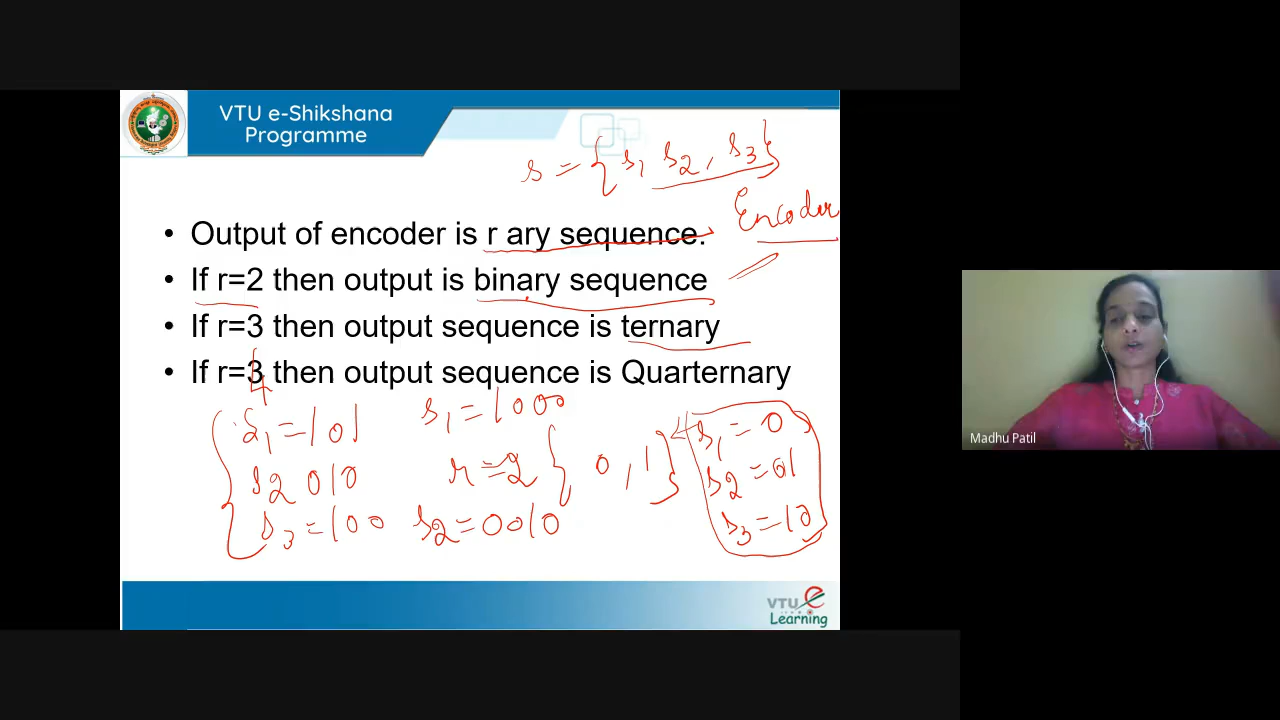 VTU e-Shikshana
Programme
s = {s1 s2, s3}
Encoder
• Output of encoder is r ary sequence.
• If r=2 then output is binary sequence
• If r=3 then output sequence is ternary
• If r=3 then output sequence is Quarternary
4
s1 = 101
s2 010
s3 = 100
s1 = 1000
r = 2 {0, 1}
s2 = 0010
s1 = 0
s2 = 01
s3 = 10
VTU e
Learning
Madhu Patil